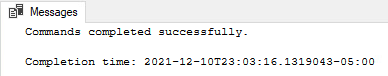 Messages
Commands completed successfully.
Completion time: 2021-12-10T23:03:16.1319043-05:00